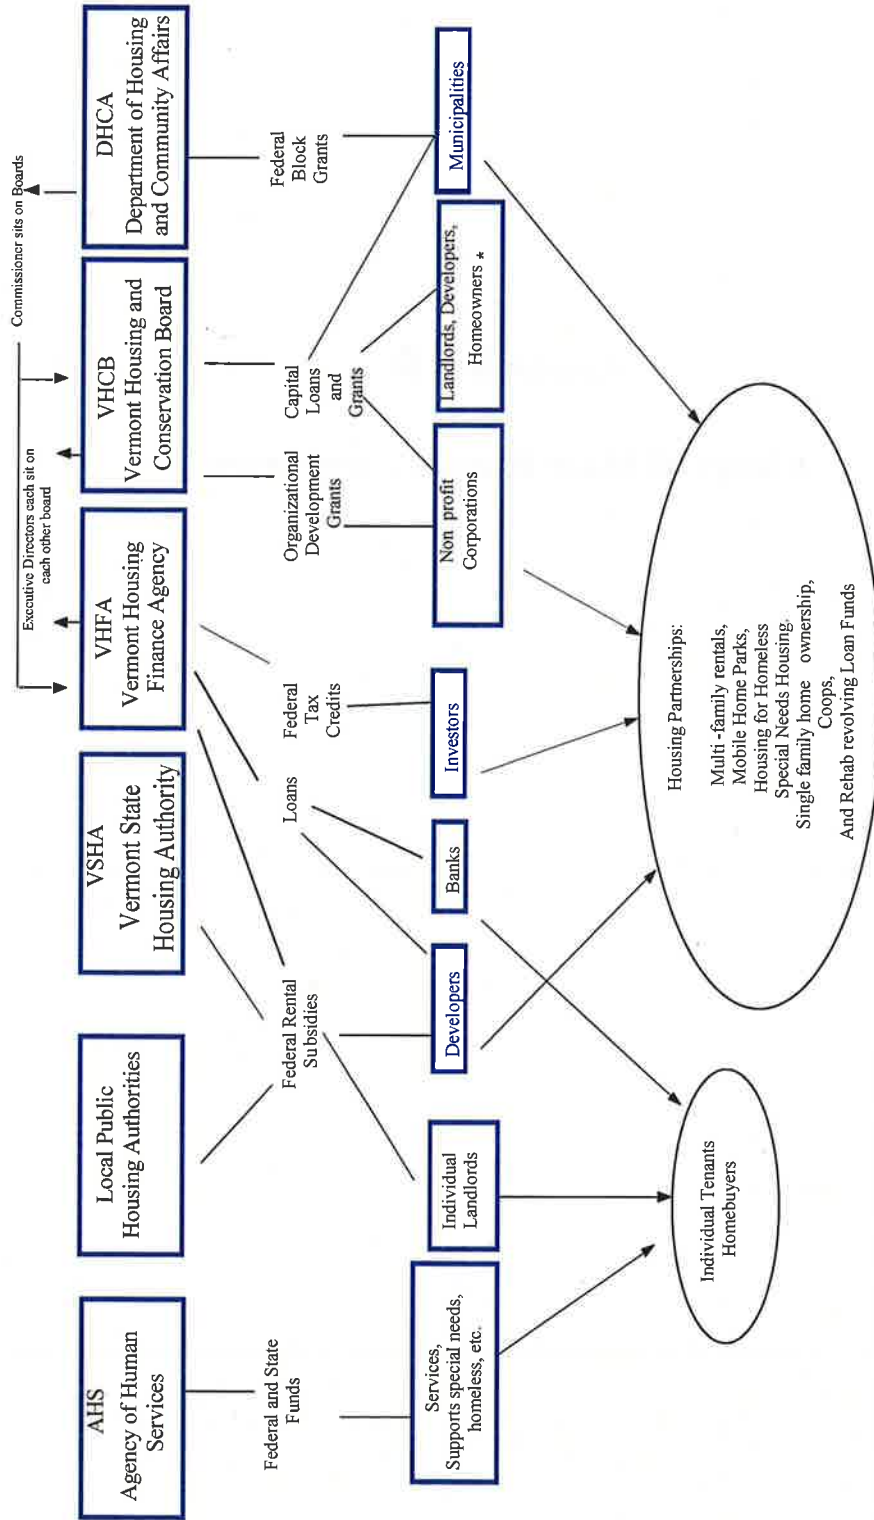 Commissioner sits on Boards
Executive Directors each sit on
each other board
AHS
Agency of Human
Services
Local Public
Housing Authorities
VSHA
Vermont State
Housing Authority
VHFA
Vermont Housing
Finance Agency
VHCB
Vermont Housing and
Conservation Board
DHCA
Department of Housing
and Community Affairs
Federal and State
Funds
Federal Rental
Subsidies
Loans
Federal
Tax
Credits
Organizational
Development
Grants
Capital
Loans
and
Grants
Federal
Block
Grants
Services,
Supports special needs,
homeless, etc.
Individual
Landlords
Developers
Banks
Investors
Non profit
Corporations
Landlords, Developers,
Homeowners *
Municipalities
Individual Tenants
Homebuyers
Housing Partnerships:
Multi -family rentals,
Mobile Home Parks,
Housing for Homeless
Special Needs Housing.
Single family home ownership,
Coops,
And Rehab revolving Loan Funds